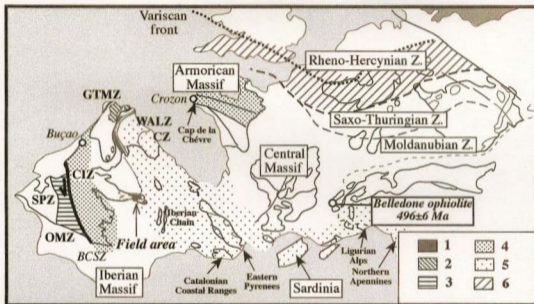 Variscan
front
Rheno-Hercynian Z.
Armorican
Massif
GTMZ
Crozon
Saxo-Thuringian Z.
WALZ
CZ
Cap de la
Chévre
Moldanubian Z.
Buçao
Central
Massif
CIZ
Belledone ophiolite
496±6 Ma
SPZ
Iberian
Chain
OMZ
Field area
BCSZ
Ligurian
Alps
Iberian
Massif
Catalonian
Coastal Ranges
Eastern
Pyrenees
Sardinia
Northern
Apennines
1
2
3
4
5
6